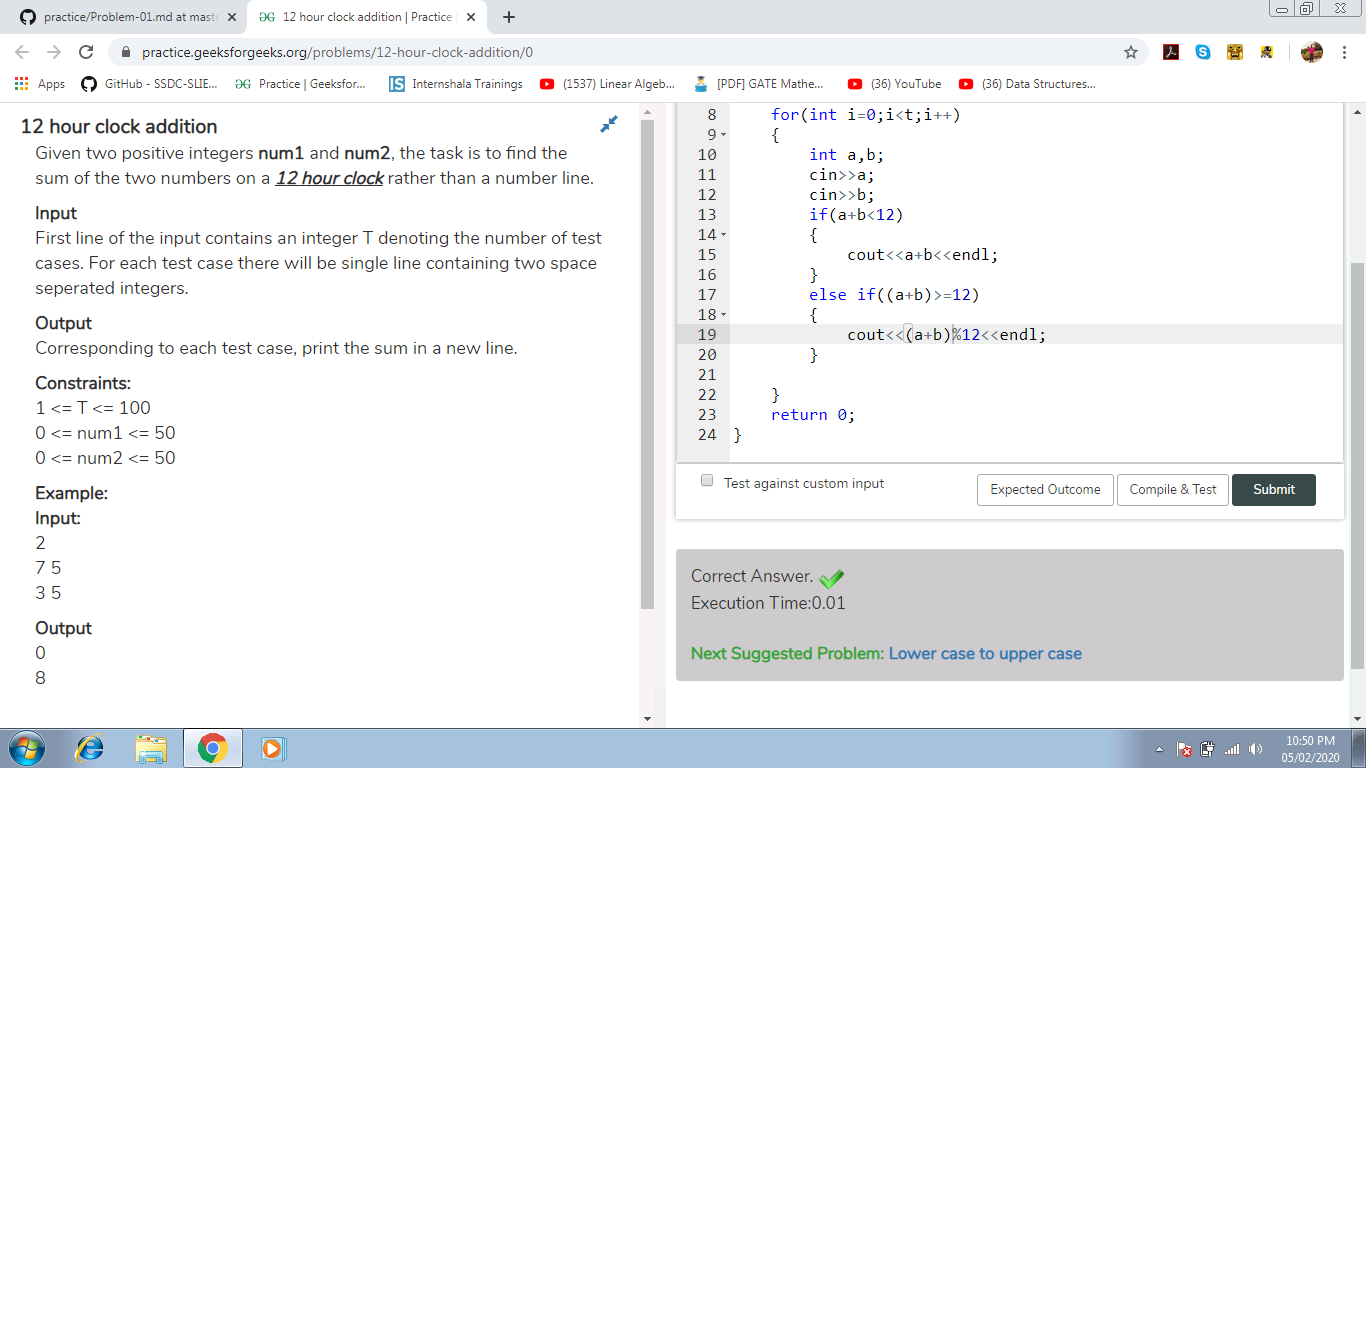 practice/Problem-01.md at mast
12 hour clock addition | Practice
practice.geeksforgeeks.org/problems/12-hour-clock-addition/0
Apps
GitHub - SSDC-SLIE...
Practice | Geeksfor...
Internshala Trainings
(1537) Linear Algeb...
[PDF] GATE Mathe...
(36) YouTube
(36) Data Structures...
12 hour clock addition
Given two positive integers num1 and num2, the task is to find the
sum of the two numbers on a 12 hour clock rather than a number line.
Input
First line of the input contains an integer T denoting the number of test
cases. For each test case there will be single line containing two space
seperated integers.
Output
Corresponding to each test case, print the sum in a new line.
Constraints:
1 <= T <= 100
0 <= num1 <= 50
0 <= num2 <= 50
Example:
Input:
2
7 5
3 5
Output
0
8
8 for(int i=0;i<t;i++)
9 {
10 int a,b;
11 cin>>a;
12 cin>>b;
13 if(a+b<12)
14 {
15 cout<<a+b<<endl;
16 }
17 else if((a+b)>=12)
18 {
19 cout<<(a+b)%12<<endl;
20 }
21
22 }
23 return 0;
24 }
Test against custom input
Expected Outcome
Compile & Test
Submit
Correct Answer.
Execution Time:0.01
Next Suggested Problem: Lower case to upper case
10:50 PM
05/02/2020